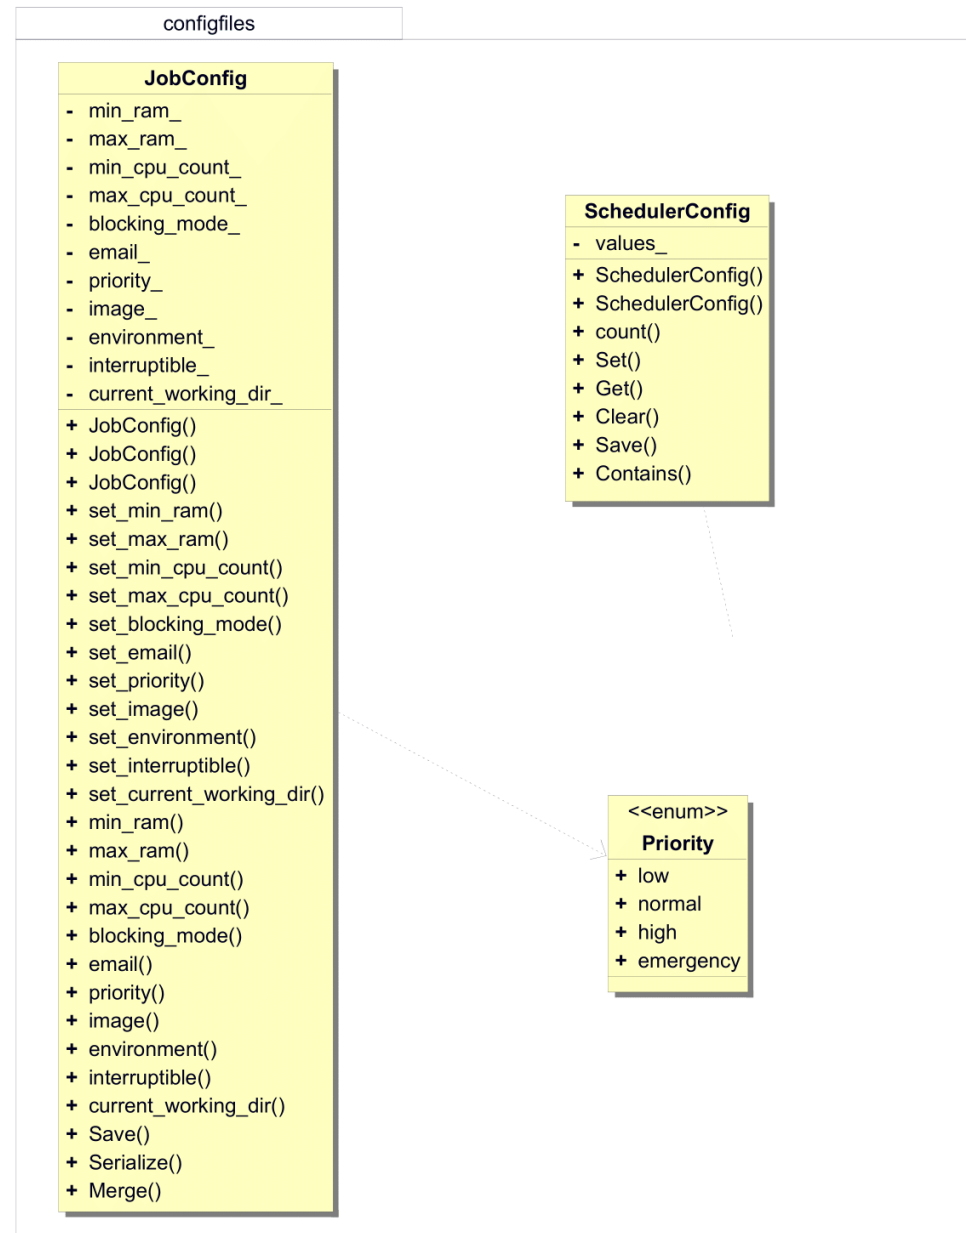 configfiles
JobConfig
- min_ram_
- max_ram_
- min_cpu_count_
- max_cpu_count_
- blocking_mode_
- email_
- priority_
- image_
- environment_
- interruptible_
- current_working_dir_
+ JobConfig()
+ JobConfig()
+ JobConfig()
+ set_min_ram()
+ set_max_ram()
+ set_min_cpu_count()
+ set_max_cpu_count()
+ set_blocking_mode()
+ set_email()
+ set_priority()
+ set_image()
+ set_environment()
+ set_interruptible()
+ set_current_working_dir()
+ min_ram()
+ max_ram()
+ min_cpu_count()
+ max_cpu_count()
+ blocking_mode()
+ email()
+ priority()
+ image()
+ environment()
+ interruptible()
+ current_working_dir()
+ Save()
+ Serialize()
+ Merge()
SchedulerConfig
- values_
+ SchedulerConfig()
+ SchedulerConfig()
+ count()
+ Set()
+ Get()
+ Clear()
+ Save()
+ Contains()
<<enum>>
Priority
+ low
+ normal
+ high
+ emergency